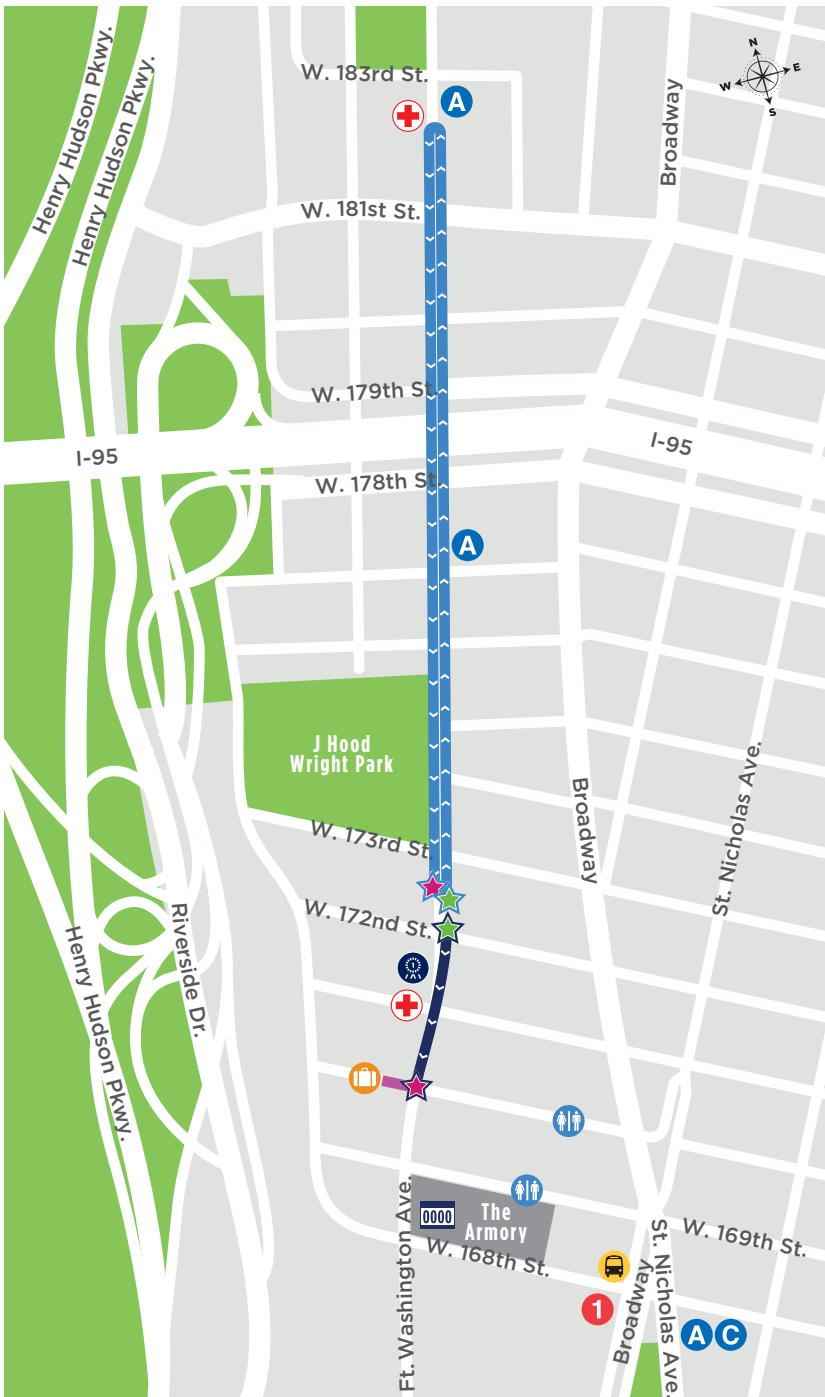 Henry Hudson Pkwy.
Henry Hudson Pkwy.
W. 183rd St.
A
Broadway
N
E
W
S
W. 181st St.
W. 179th St.
I-95
I-95
W. 178th St.
A
J Hood
Wright Park
Broadway
St. Nicholas Ave.
W. 173rd St.
W. 172nd St.
1
Riverside Dr.
Henry Hudson Pkwy.
Ft. Washington Ave.
0000
The
Armory
W. 168th St.
W. 169th St.
1
Broadway
St. Nicholas Ave.
A
C